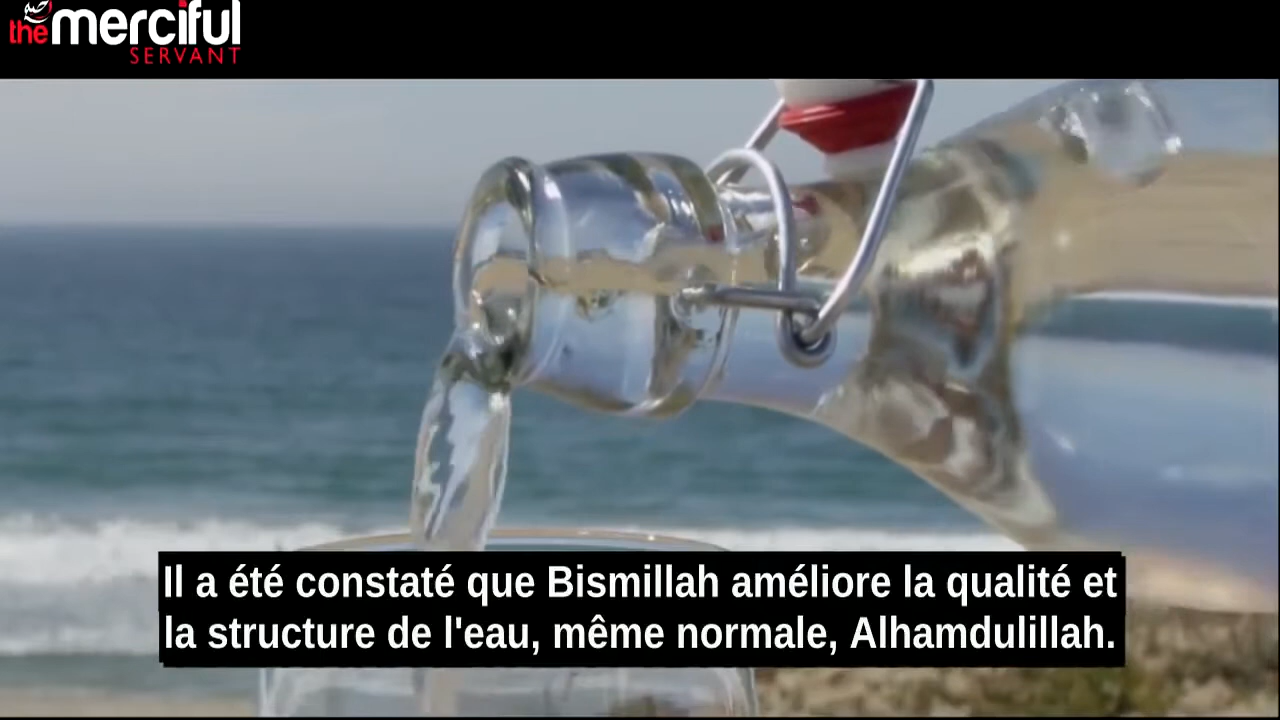 the merciful
SERVANT
Il a été constaté que Bismillah améliore la qualité et
la structure de l'eau, même normale, Alhamdulillah.